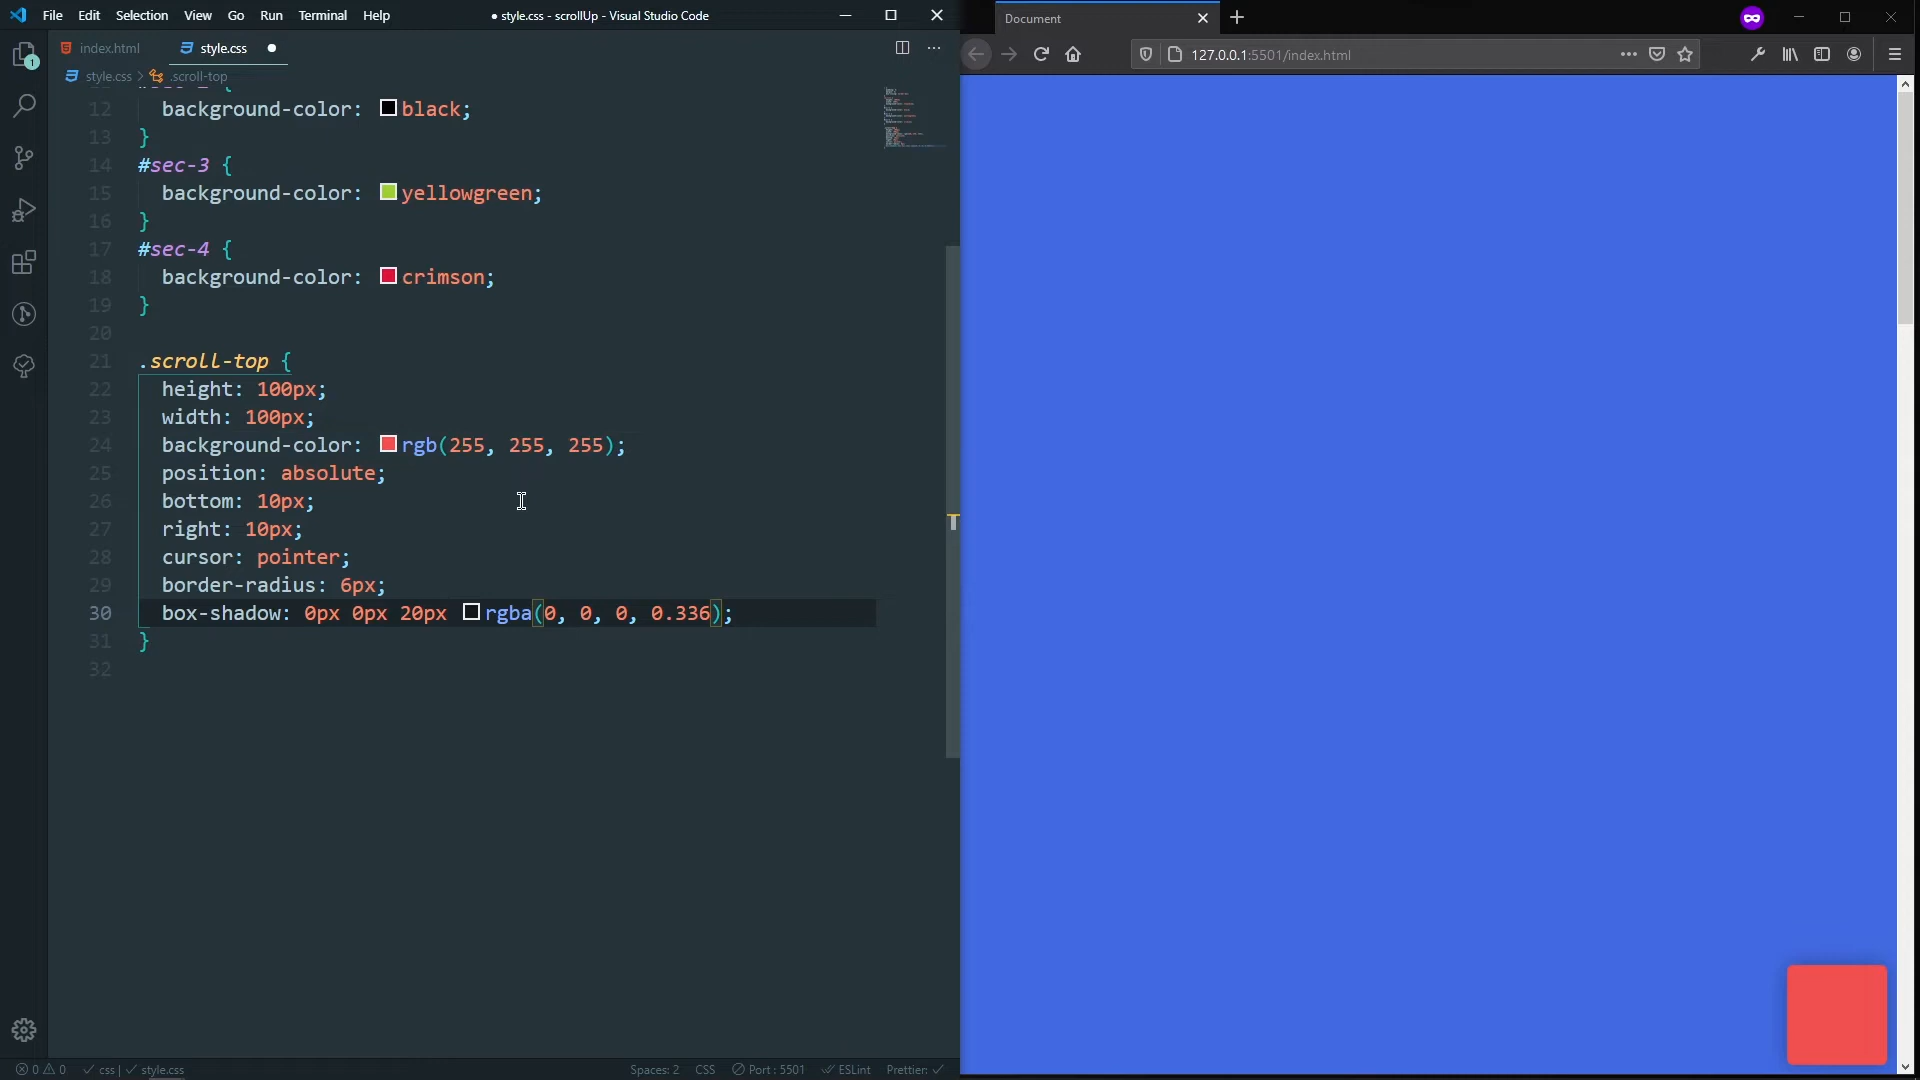 File Edit Selection View Go Run Terminal Help ● style.css - scrollUp - Visual Studio Code
index.html style.css
style.css > .scroll-top
12 background-color: black;
13 }
14 #sec-3 {
15 background-color: yellowgreen;
16 }
17 #sec-4 {
18 background-color: crimson;
19 }
20
21 .scroll-top {
22 height: 100px;
23 width: 100px;
24 background-color: rgb(255, 255, 255);
25 position: absolute;
26 bottom: 10px;
27 right: 10px;
28 cursor: pointer;
29 border-radius: 6px;
30 box-shadow: 0px 0px 20px rgba(0, 0, 0, 0.336);
31 }
32
1
0 0 css | style.css Spaces: 2 CSS Port : 5501 ESLint Prettier:
Document
127.0.0.1:5501/index.html